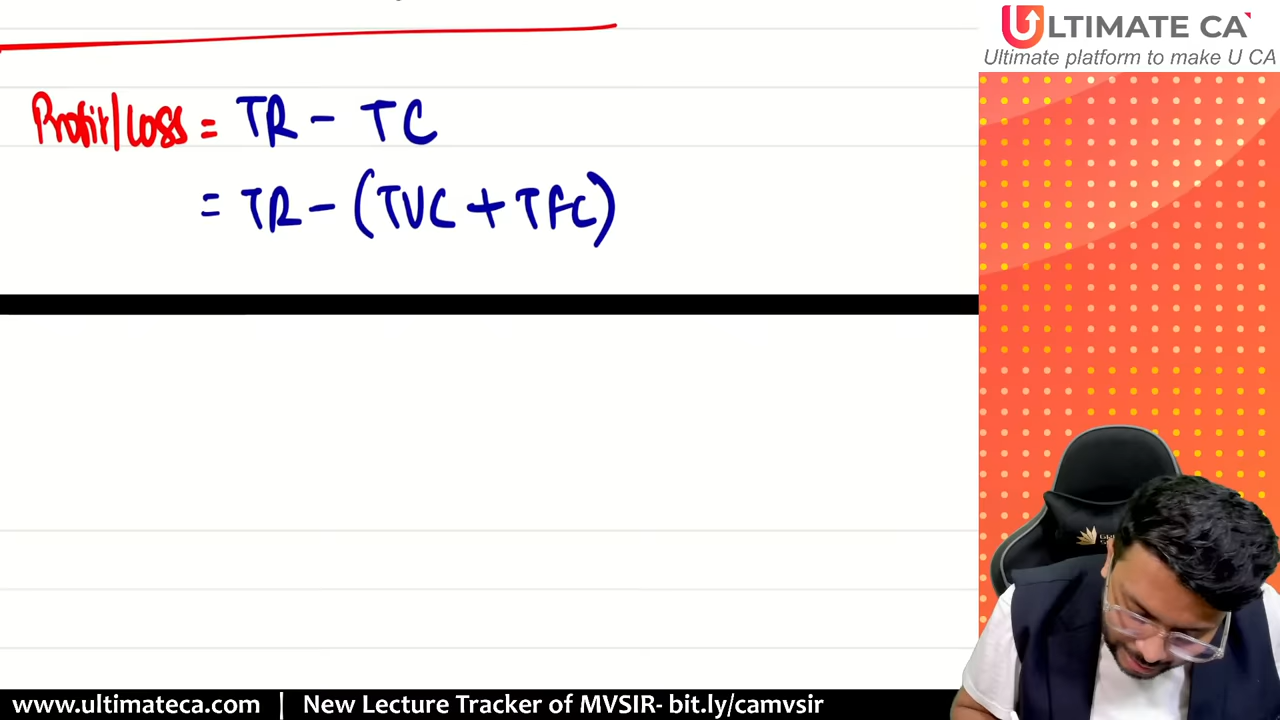 ULTIMATE CA
Ultimate platform to make U CA
Profit/Loss = TR - TC
= TR - (TVC + TFC)
www.ultimateca.com | New Lecture Tracker of MVSIR- bit.ly/camvsir